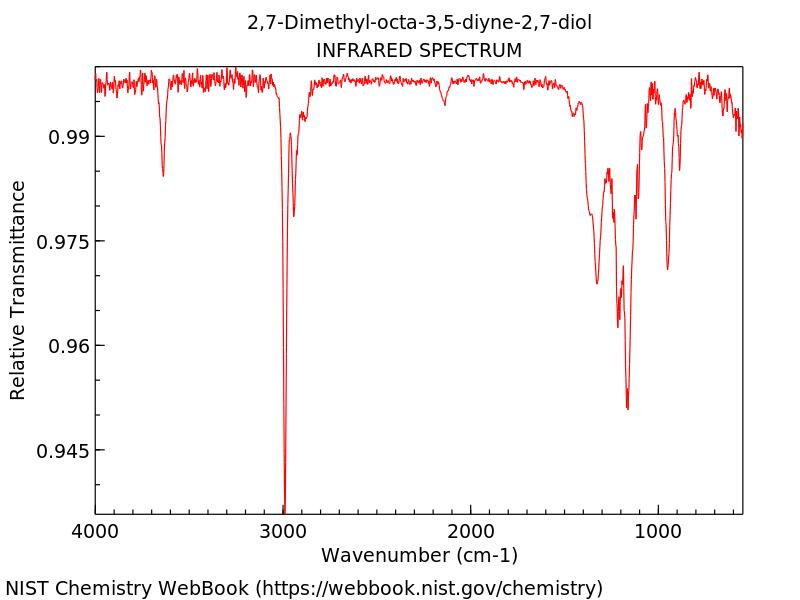 2,7-Dimethyl-octa-3,5-diyne-2,7-diol
INFRARED SPECTRUM
Relative Transmittance
0.99
0.975
0.96
0.945
4000
3000
2000
1000
Wavenumber (cm-1)
NIST Chemistry WebBook (https://webbook.nist.gov/chemistry)